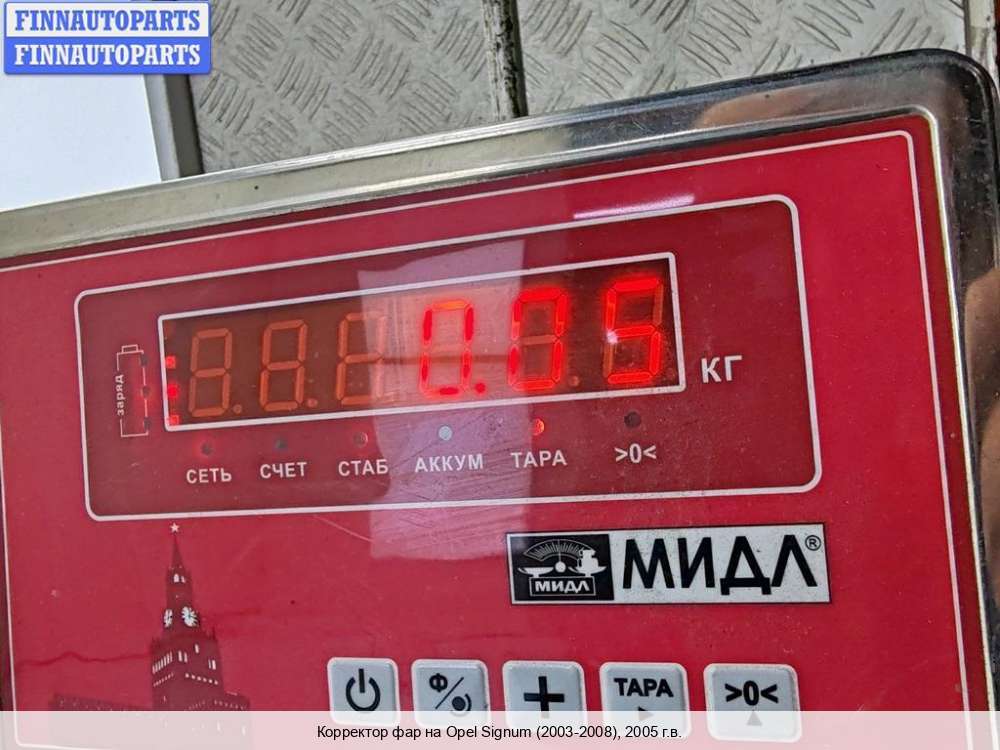 FINNAUTOPARTS
FINNAUTOPARTS
заряд
0.05
КГ
СЕТЬ СЧЕТ СТАБ АККУМ ТАРА >0<
МИДЛ МИДЛ®
Ф
+
ТАРА
>0<
Корректор фар на Opel Signum (2003-2008), 2005 г.в.